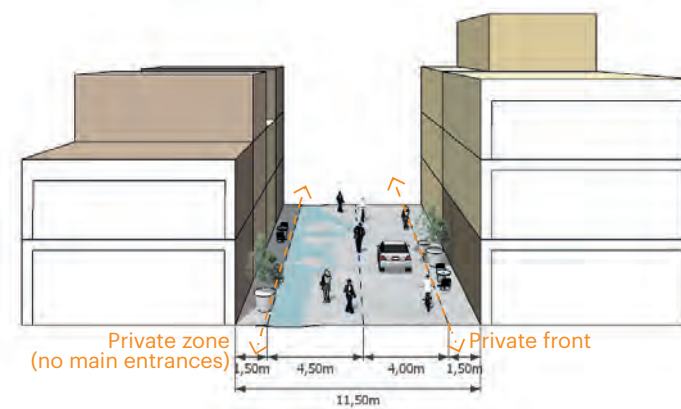 Private zone
(no main entrances)
Private front
1,50m
4,50m
4,00m
1,50m
11,50m